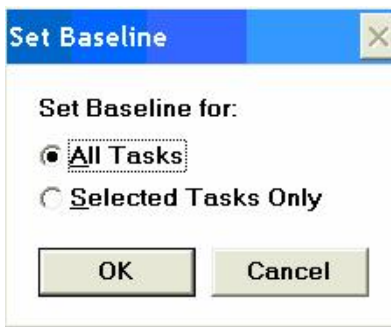 Set Baseline
Set Baseline for:
All Tasks
Selected Tasks Only
OK Cancel